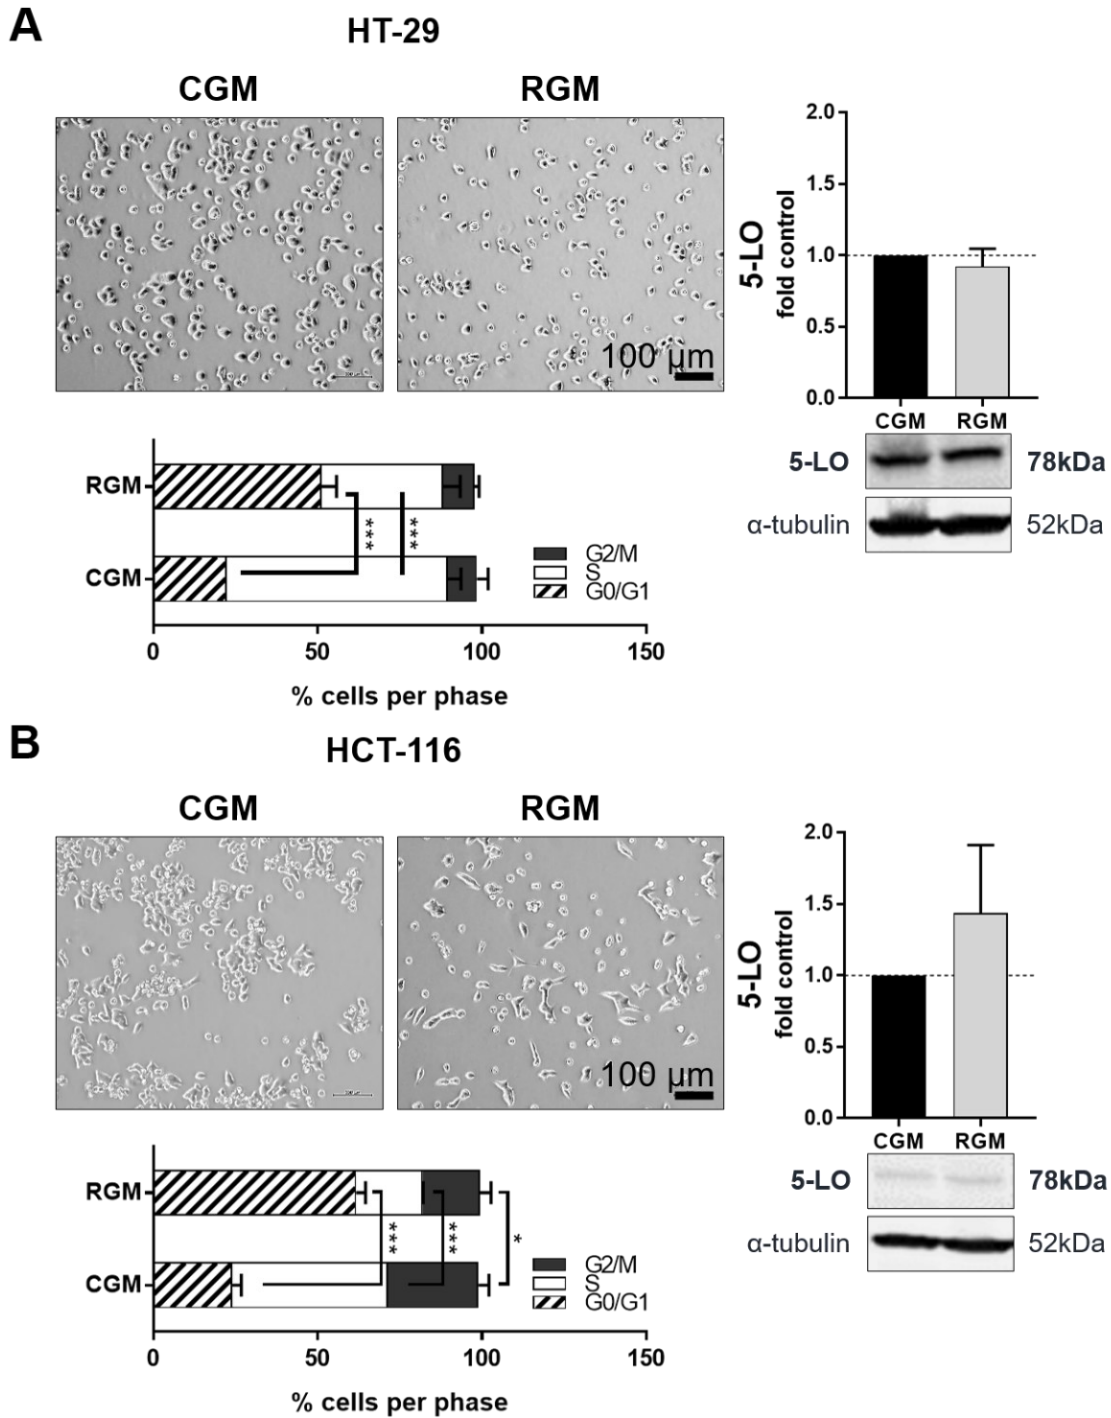 A
HT-29
CGM
RGM
100 µm
2.0
1.5
1.0
0.5
0.0
5-LO
fold control
CGM
RGM
5-LO
78kDa
α-tubulin
52kDa
RGM
CGM
***
***
G2/M
S
G0/G1
0
50
100
150
% cells per phase
B
HCT-116
CGM
RGM
100 µm
2.0
1.5
1.0
0.5
0.0
5-LO
fold control
CGM
RGM
5-LO
78kDa
α-tubulin
52kDa
RGM
CGM
***
***
*
G2/M
S
G0/G1
0
50
100
150
% cells per phase